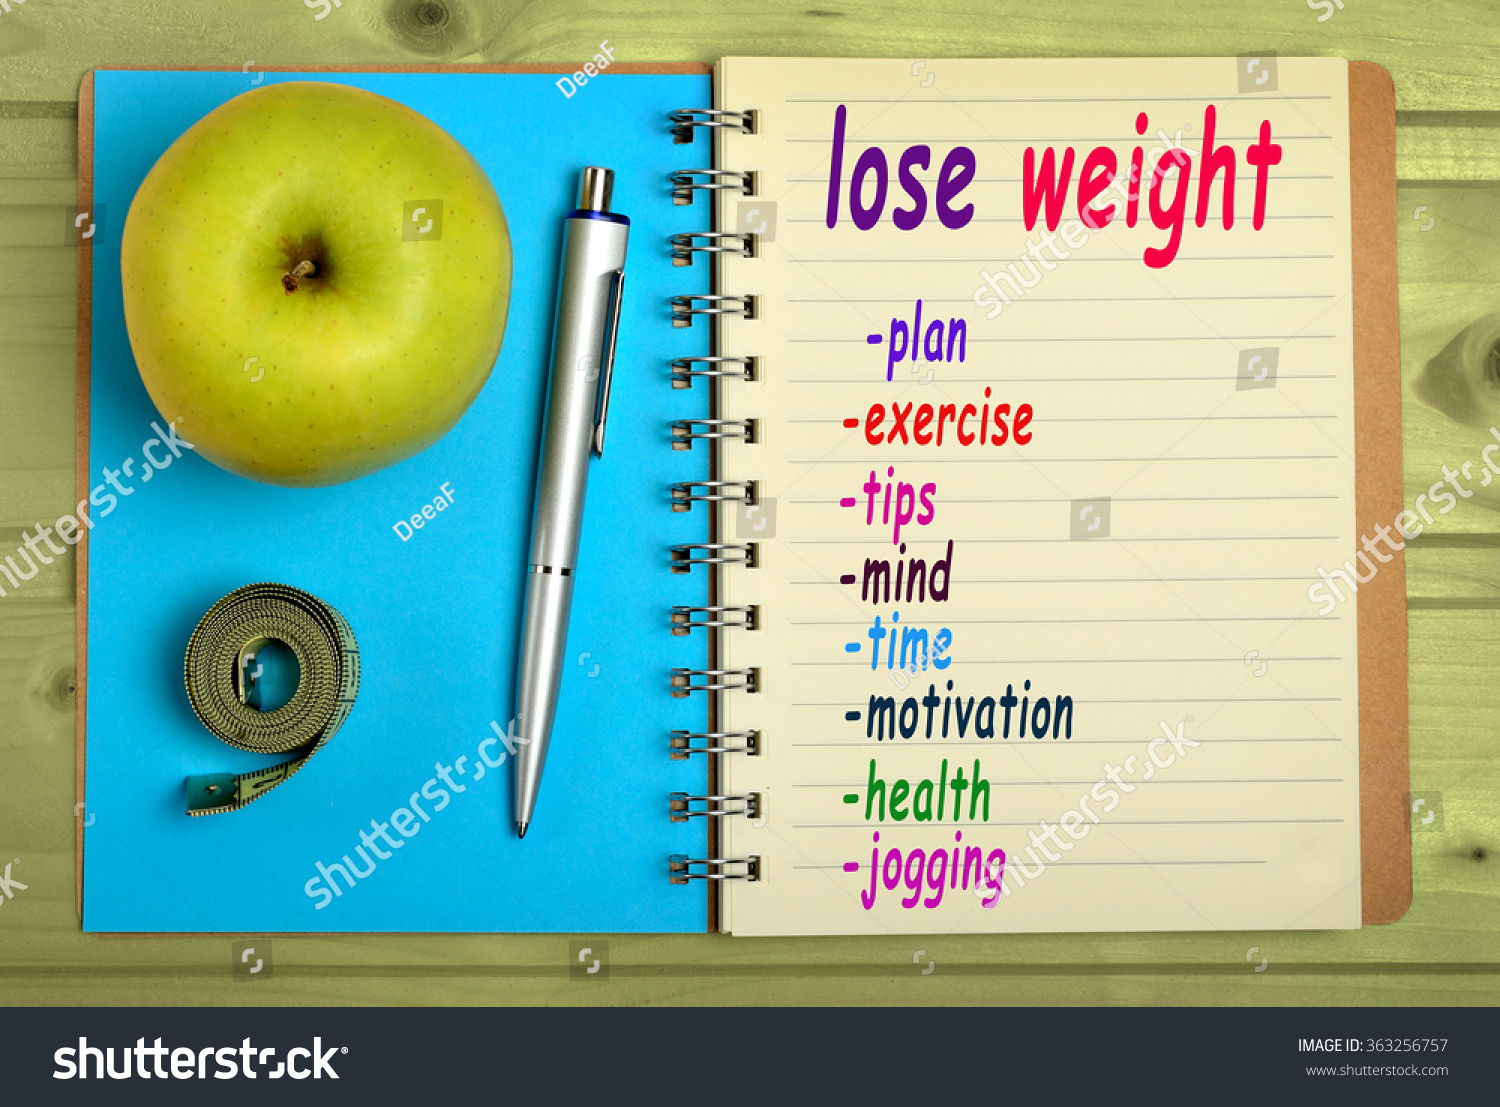 lose weight
-plan
-exercise
-tips
-mind
-time
-motivation
-health
-jogging
DeeaF
DeeaF
DeeaF
shutterstock
shutterstock
shutterstock
shutterstock
shutterstock
shutterstock®
IMAGE ID: 363256757
www.shutterstock.com